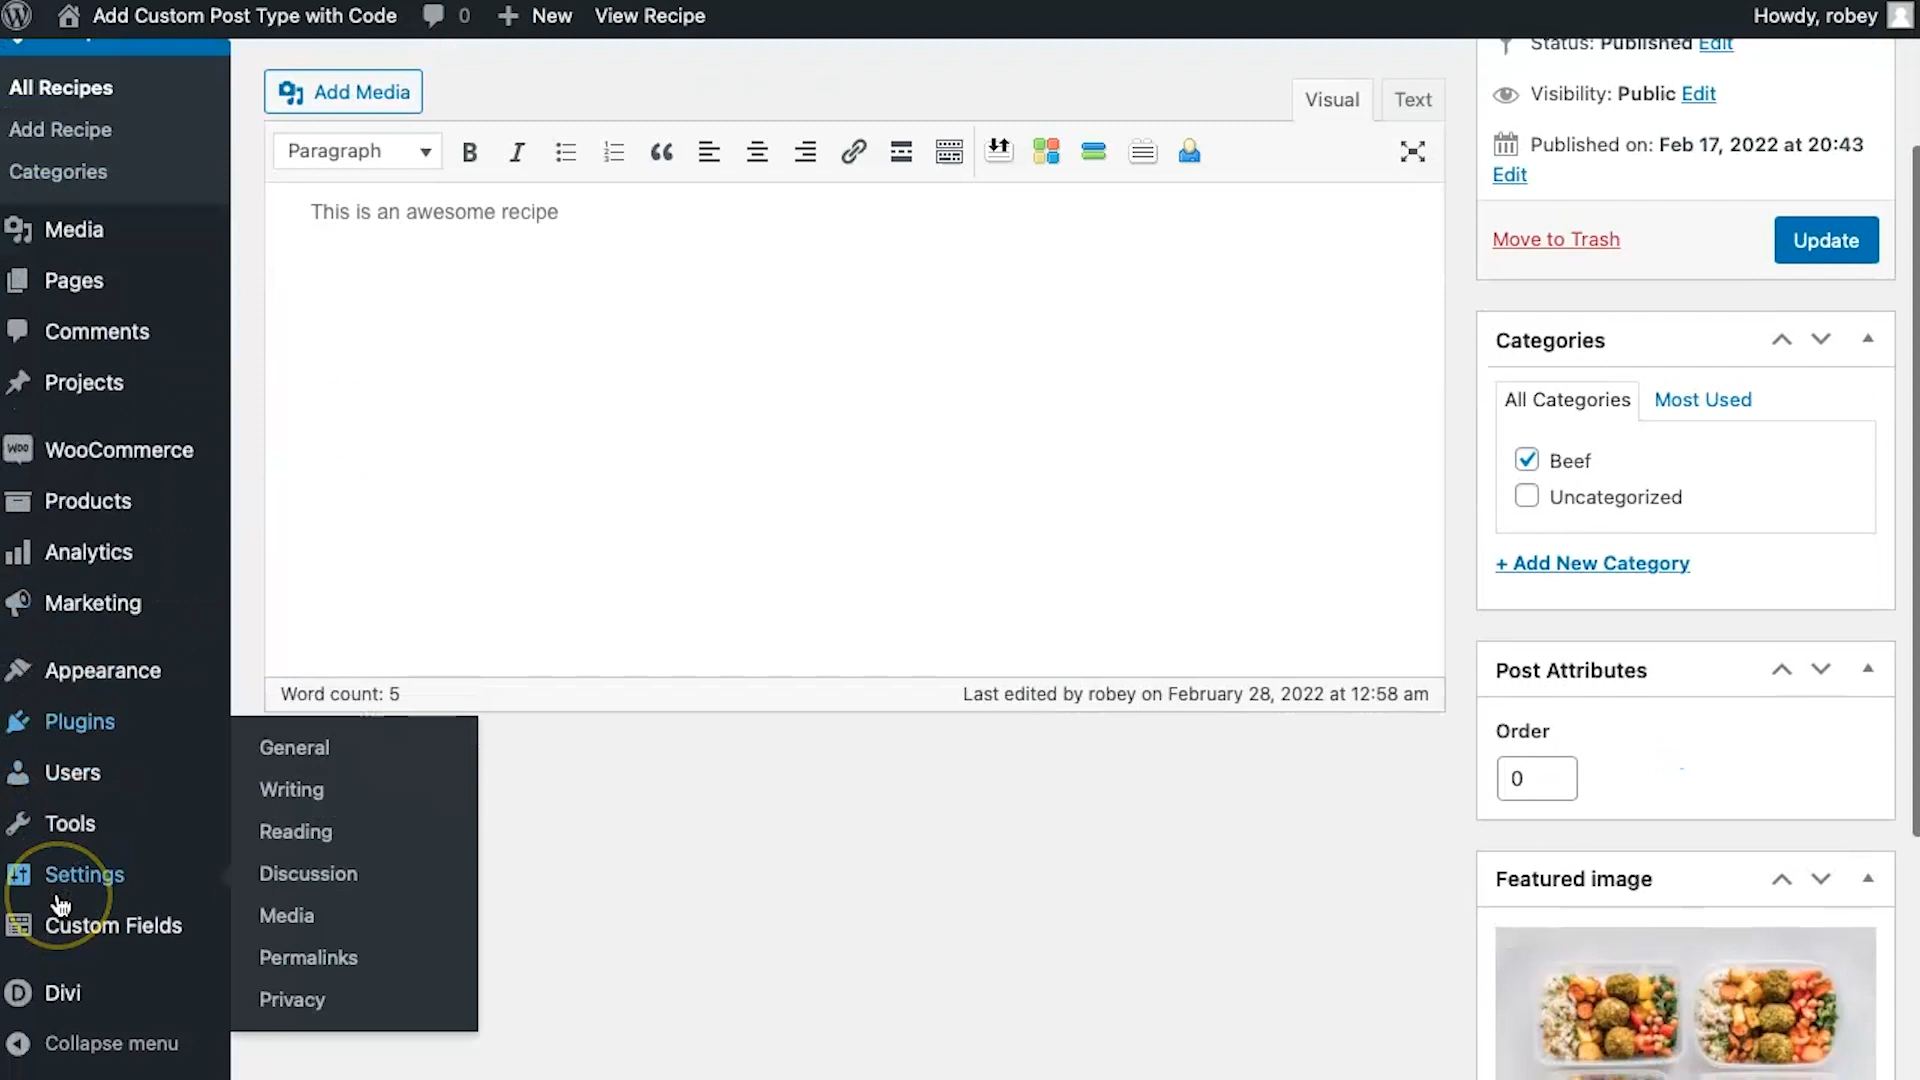 Add Custom Post Type with Code 0 New View Recipe Howdy, robey
All Recipes
Add Recipe
Categories
Media
Pages
Comments
Projects
WooCommerce
Products
Analytics
Marketing
Appearance
Plugins
Users
Tools
Settings
Custom Fields
Divi
Collapse menu
General
Writing
Reading
Discussion
Media
Permalinks
Privacy
Add Media
Visual Text
Paragraph
This is an awesome recipe
Word count: 5 Last edited by robey on February 28, 2022 at 12:58 am
Status: Published Edit
Visibility: Public Edit
Published on: Feb 17, 2022 at 20:43
Edit
Move to Trash Update
Categories
All Categories Most Used
Beef
Uncategorized
+ Add New Category
Post Attributes
Order
0
Featured image